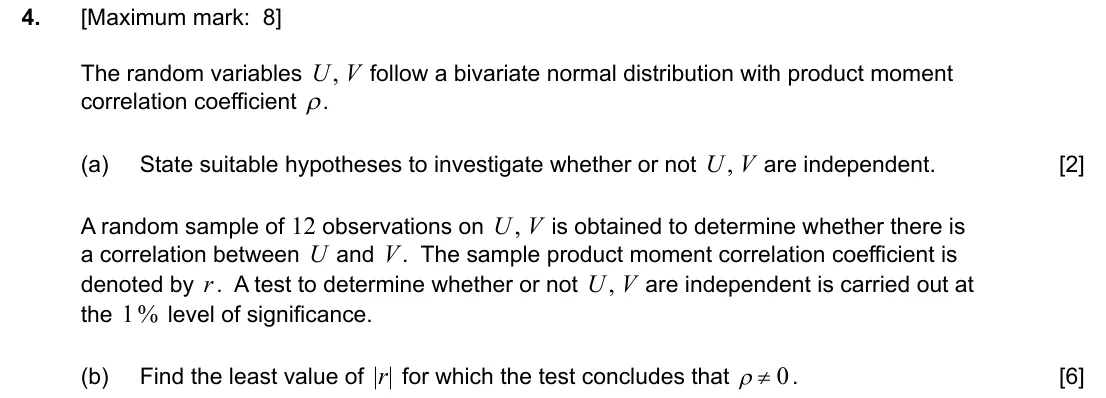 4. [Maximum mark: 8]
The random variables U, V follow a bivariate normal distribution with product moment
correlation coefficient ρ.
(a) State suitable hypotheses to investigate whether or not U, V are independent. [2]
A random sample of 12 observations on U, V is obtained to determine whether there is
a correlation between U and V. The sample product moment correlation coefficient is
denoted by r. A test to determine whether or not U, V are independent is carried out at
the 1% level of significance.
(b) Find the least value of |r| for which the test concludes that ρ ≠ 0. [6]